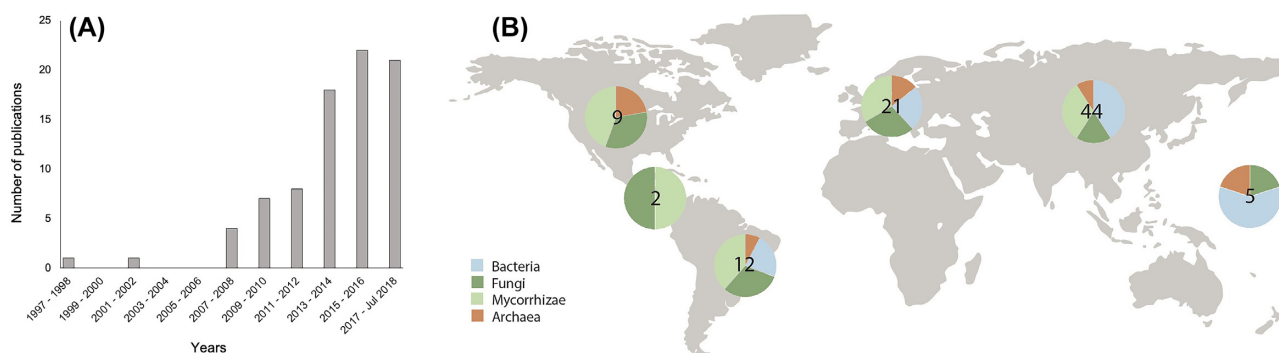 (A)
Number of publications
25
20
15
10
5
0
1997 - 1998
1999 - 2000
2001 - 2002
2003 - 2004
2005 - 2006
2007 - 2008
2009 - 2010
2011 - 2012
2013 - 2014
2015 - 2016
2017 - Jul 2018
Years
(B)
9
21
44
2
5
12
Bacteria
Fungi
Mycorrhizae
Archaea